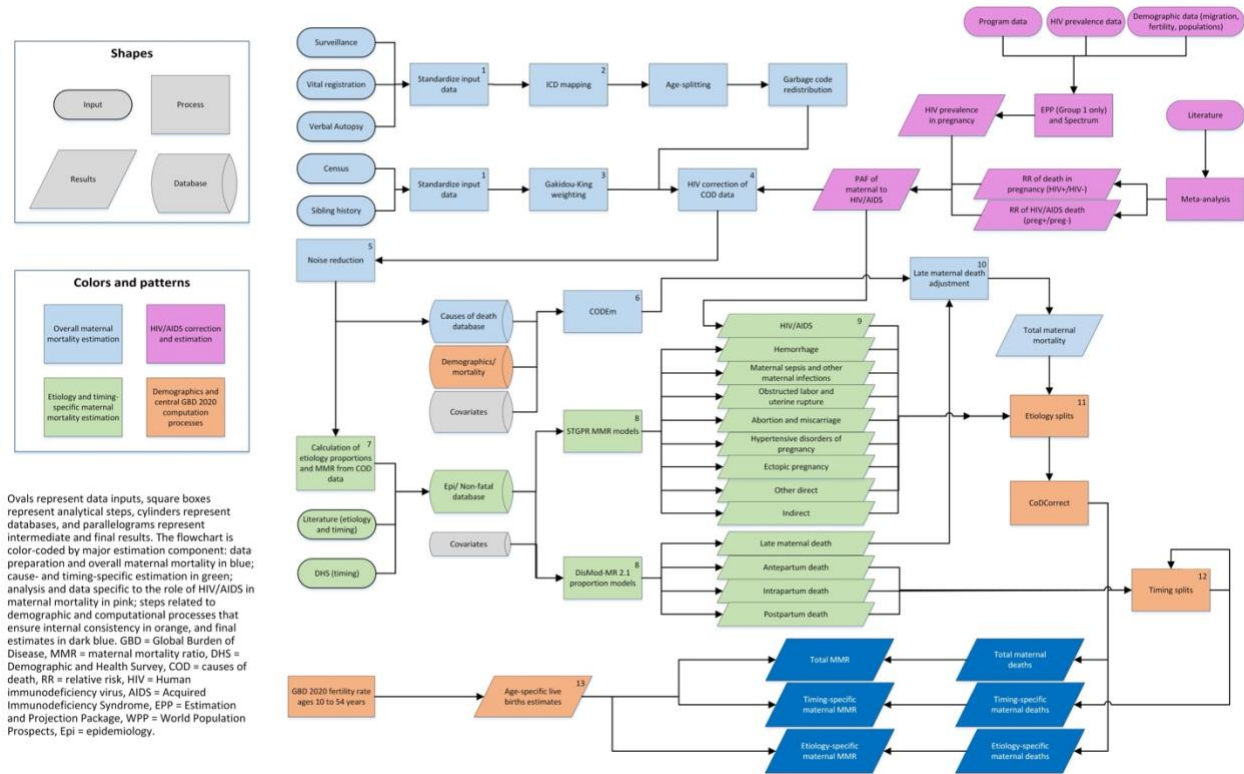 Shapes
Input
Process
Results
Database
Colors and patterns
Overall maternal
mortality estimation
HIV/AIDS correction
and estimation
Etiology and timing-
specific maternal
mortality estimation
Demographics and
central GBD 2020
computation
processes
Ovals represent data inputs, square boxes
represent analytical steps, cylinders represent
databases, and parallelograms represent
intermediate and final results. The flowchart is
color-coded by major estimation component: data
preparation and overall maternal mortality in blue;
cause- and timing-specific estimation in green;
analysis and data specific to the role of HIV/AIDS in
maternal mortality in pink; steps related to
demographic and computational processes that
ensure internal consistency in orange, and final
estimates in dark blue. GBD = Global Burden of
Disease, MMR = maternal mortality ratio, DHS =
Demographic and Health Survey, COD = causes of
death, RR = relative risk, HIV = Human
immunodeficiency virus, AIDS = Acquired
Immunodeficiency Syndrome, EPP = Estimation
and Projection Package, WPP = World Population
Prospects, Epi = epidemiology.
Surveillance
Vital registration
Verbal Autopsy
1
Standardize input
data
2
ICD mapping
Age-splitting
Garbage code
redistribution
Census
Sibling history
1
Standardize input
data
3
Gakidou-King
weighting
4
HIV correction of
COD data
Program data
HIV prevalence data
Demographic data (migration,
fertility, populations)
HIV prevalence
in pregnancy
EPP (Group 1 only)
and Spectrum
Literature
PAF of
maternal to
HIV/AIDS
RR of death in
pregnancy (HIV+/HIV-)
RR of HIV/AIDS death
(preg+/preg-)
Meta-analysis
5
Noise reduction
Causes of death
database
Demographics/
mortality
Covariates
6
CODEm
10
Late maternal death
adjustment
Total maternal
mortality
7
Calculation of
etiology proportions
and MMR from COD
data
Literature (etiology
and timing)
DHS (timing)
Epi/ Non-fatal
database
Covariates
8
STGPR MMR models
8
DisMod-MR 2.1
proportion models
HIV/AIDS
9
Hemorrhage
Maternal sepsis and other
maternal infections
Obstructed labor and
uterine rupture
Abortion and miscarriage
Hypertensive disorders of
pregnancy
Ectopic pregnancy
Other direct
Indirect
Late maternal death
Antepartum death
Intrapartum death
Postpartum death
11
Etiology splits
CoDCorrect
12
Timing splits
GBD 2020 fertility rate
ages 10 to 54 years
13
Age-specific live
births estimates
Total MMR
Total maternal
deaths
Timing-specific
maternal MMR
Timing-specific
maternal deaths
Etiology-specific
maternal MMR
Etiology-specific
maternal deaths